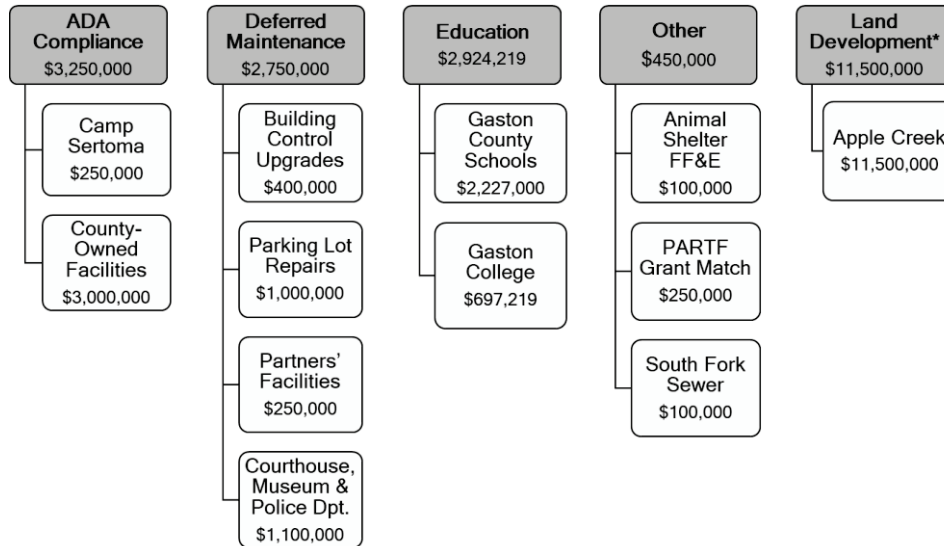 ADA
Compliance
$3,250,000
Camp
Sertoma
$250,000
County-
Owned
Facilities
$3,000,000
Deferred
Maintenance
$2,750,000
Building
Control
Upgrades
$400,000
Parking Lot
Repairs
$1,000,000
Partners'
Facilities
$250,000
Courthouse,
Museum &
Police Dpt.
$1,100,000
Education
$2,924,219
Gaston
County
Schools
$2,227,000
Gaston
College
$697,219
Other
$450,000
Animal
Shelter
FF&E
$100,000
PARTF
Grant Match
$250,000
South Fork
Sewer
$100,000
Land
Development*
$11,500,000
Apple Creek
$11,500,000